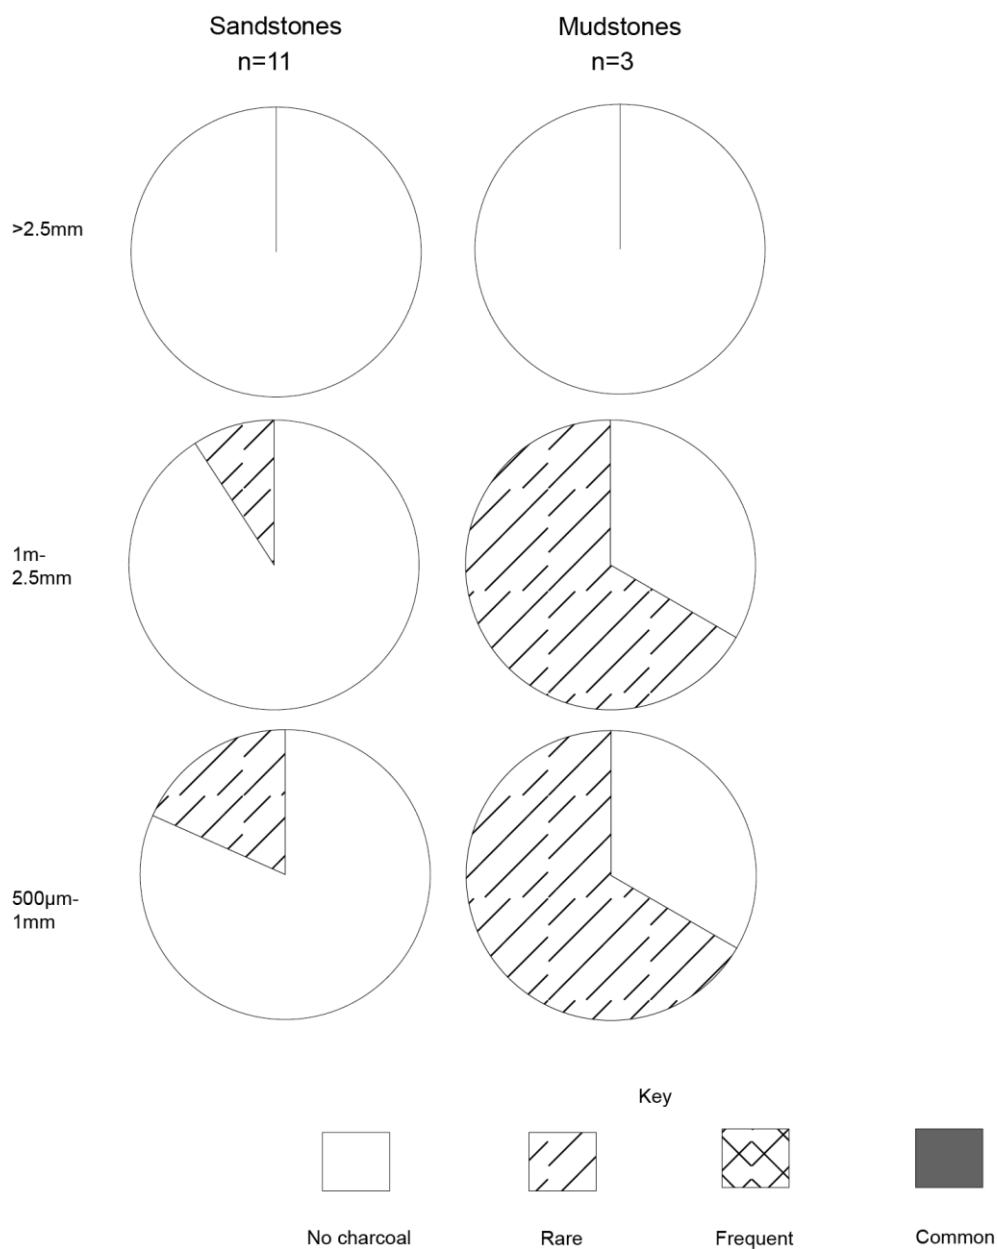 Sandstones
n=11
Mudstones
n=3
>2.5mm
1m-
2.5mm
500µm-
1mm
Key
No charcoal
Rare
Frequent
Common